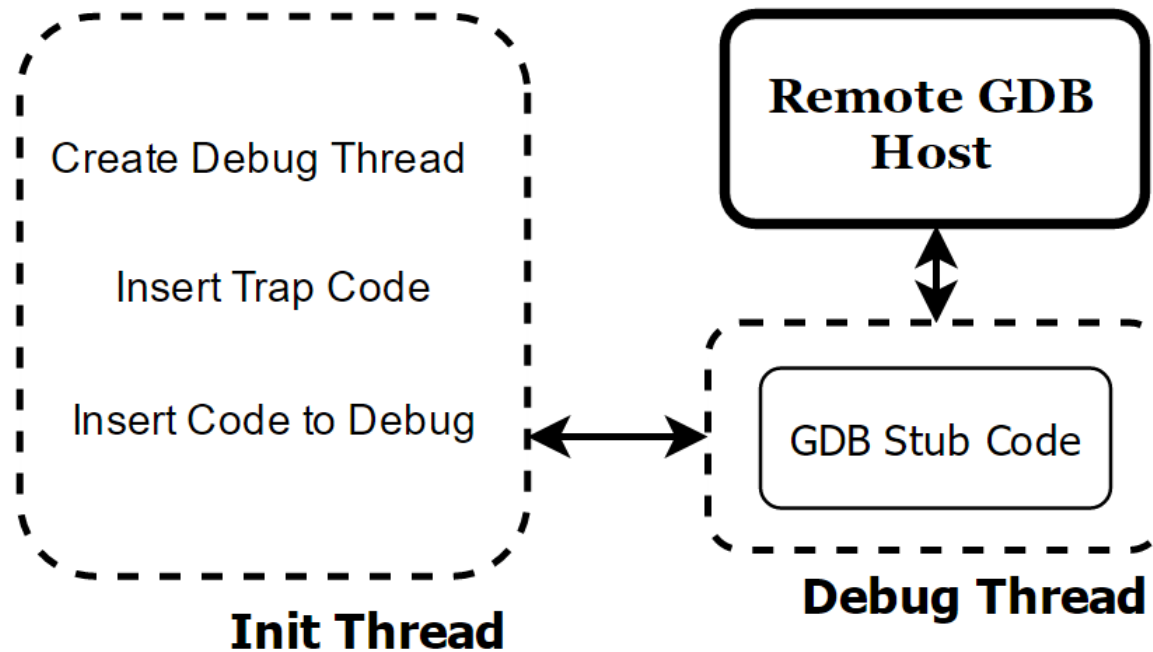 Create Debug Thread
Insert Trap Code
Insert Code to Debug
Init Thread
Remote GDB
Host
GDB Stub Code
Debug Thread